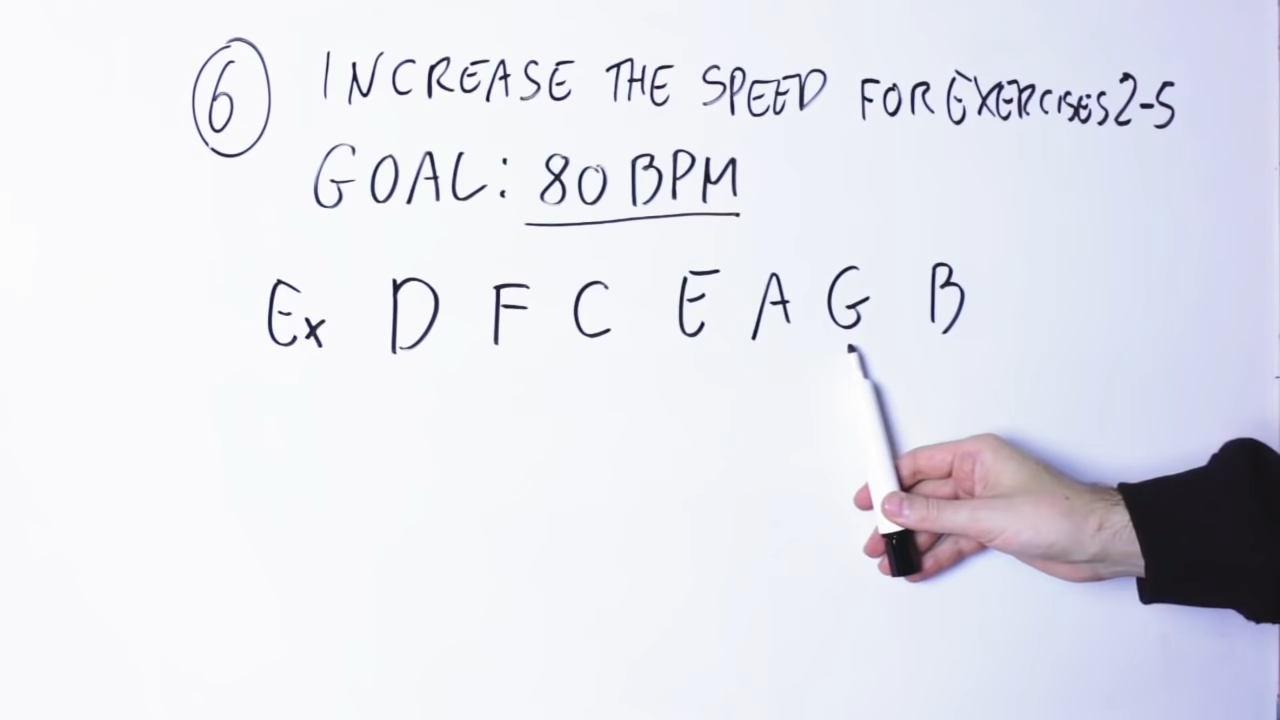 6 INCREASE THE SPEED FOR EXERCISES 2-5
GOAL: 80 BPM
Ex D F C E A G B